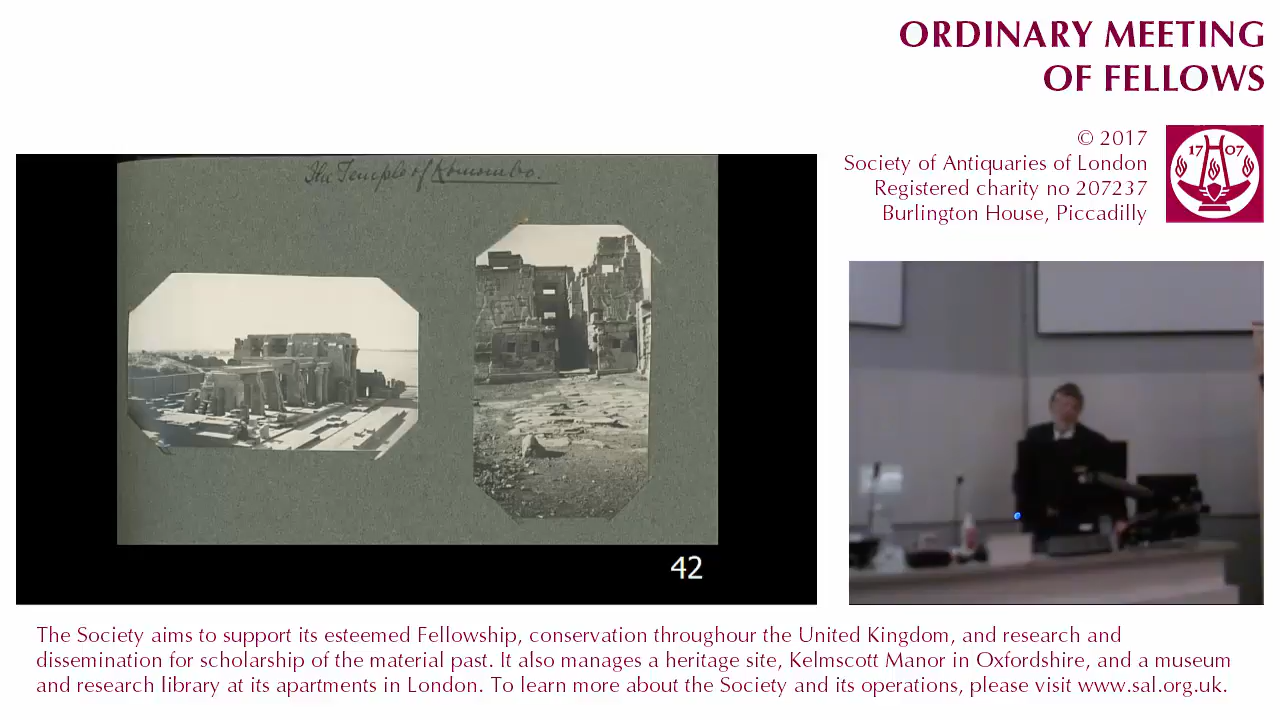 ORDINARY MEETING
OF FELLOWS
© 2017
Society of Antiquaries of London
Registered charity no 207237
Burlington House, Piccadilly
17 07
The Temple of Komombo.
42
The Society aims to support its esteemed Fellowship, conservation throughour the United Kingdom, and research and
dissemination for scholarship of the material past. It also manages a heritage site, Kelmscott Manor in Oxfordshire, and a museum
and research library at its apartments in London. To learn more about the Society and its operations, please visit www.sal.org.uk.